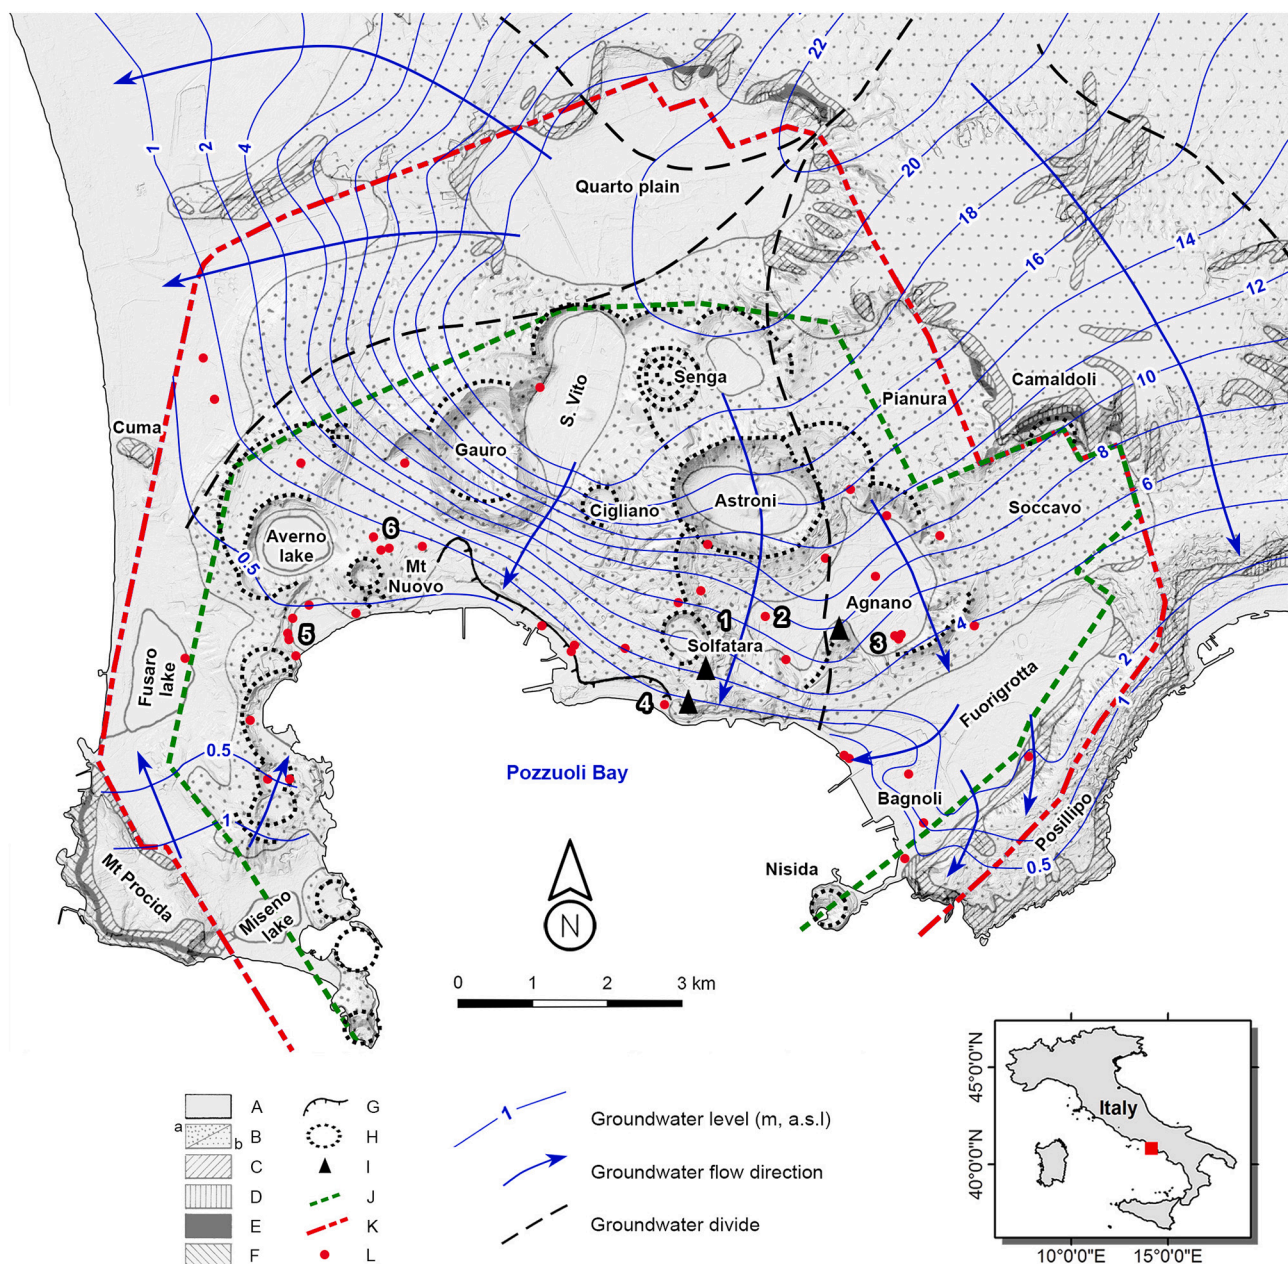 22
1
2
4
20
Quarto plain
18
14
16
12
Senga
10
Camaldoli
S. Vito
Pianura
Cuma
Gauro
8
6
Astroni
Cigliano
Soccavo
6
Averno
lake
0.5
Mt
Nuovo
Agnano
1
2
4
5
Solfatara
3
2
Fusaro
lake
1
4
Fuorigrotta
0.5
Pozzuoli Bay
Bagnoli
1
Posillipo
0.5
Mt Procida
Nisida
Miseno
lake
N
0 1 2 3 km
A G
a B b H
C I
D J
E K
F L
1 Groundwater level (m, a.s.l)
Groundwater flow direction
Groundwater divide
45°0'0"N
40°0'0"N
Italy
10°0'0"E 15°0'0"E